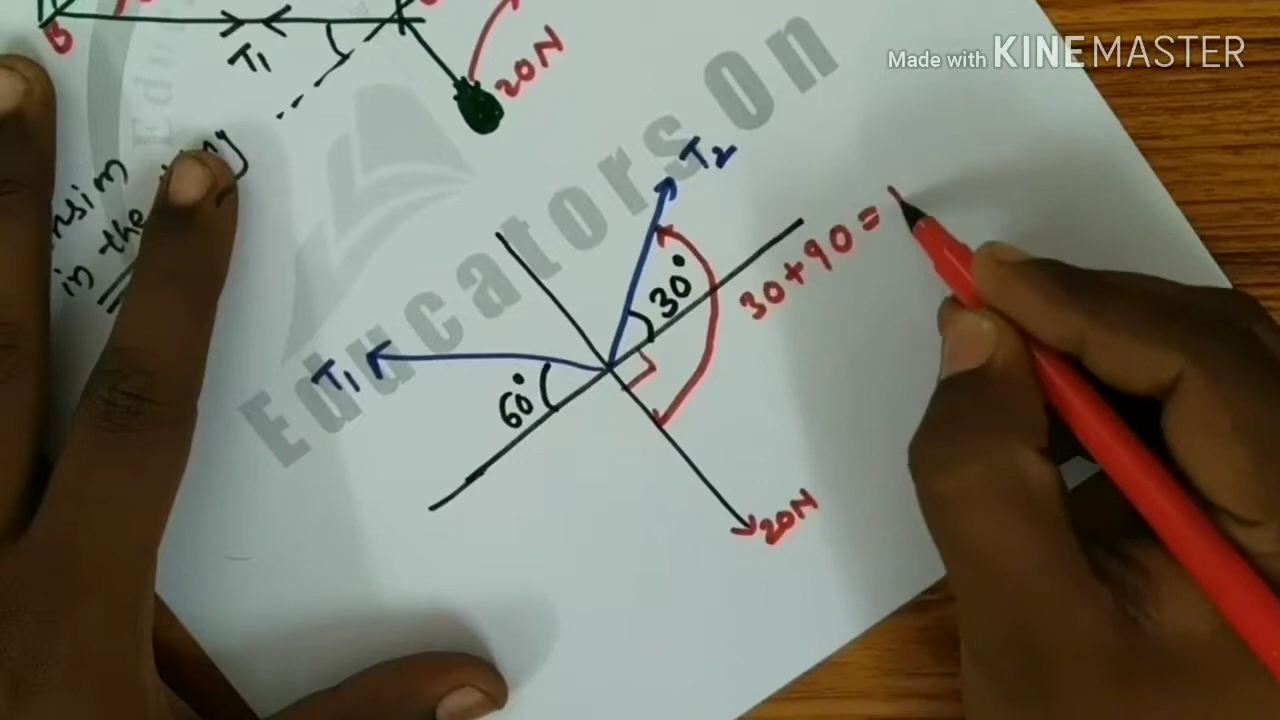 Made with KINEMASTER
B
T1
20N
in the
Educators On
T2
30°
30+90=
T1
60°
20N